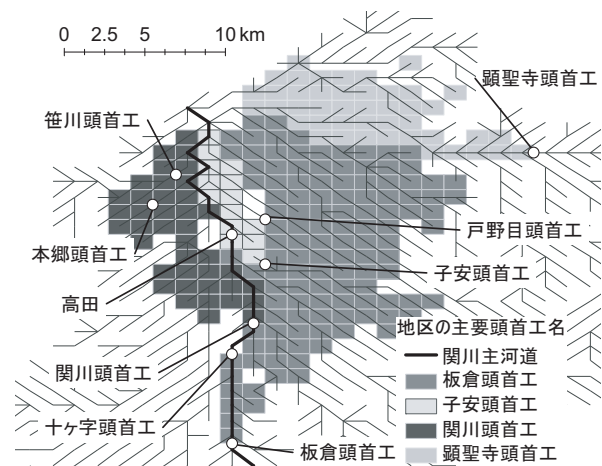 0 2.5 5 10 km
顕聖寺頭首工
笹川頭首工
本郷頭首工
戸野目頭首工
子安頭首工
高田
関川頭首工
十ヶ字頭首工
板倉頭首工
地区の主要頭首工名
関川主河道
板倉頭首工
子安頭首工
関川頭首工
顕聖寺頭首工